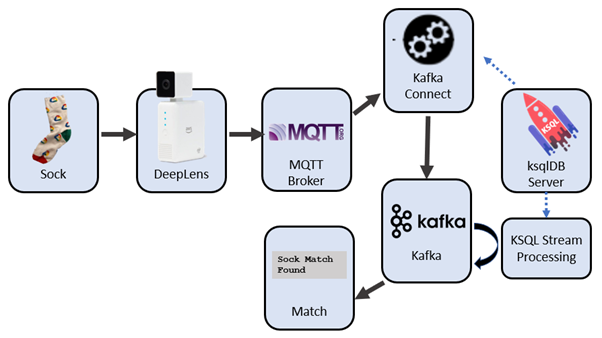 Sock
DeepLens
MQTT
.ORG
MQTT
Broker
Kafka
Connect
KSQL
ksqlDB
Server
kafka
Kafka
KSQL Stream
Processing
Sock Match
Found
Match